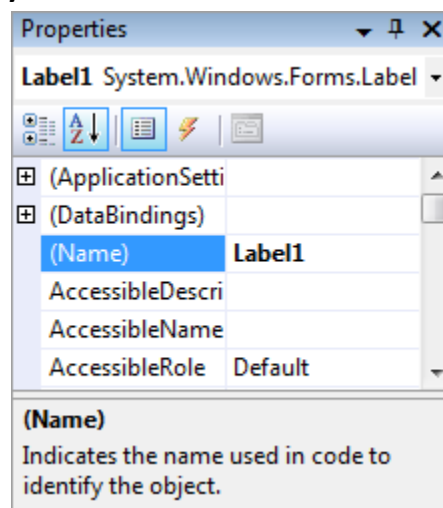 Properties
Label1 System.Windows.Forms.Label
(ApplicationSetti
(DataBindings)
(Name) Label1
AccessibleDescri
AccessibleName
AccessibleRole Default
(Name)
Indicates the name used in code to
identify the object.